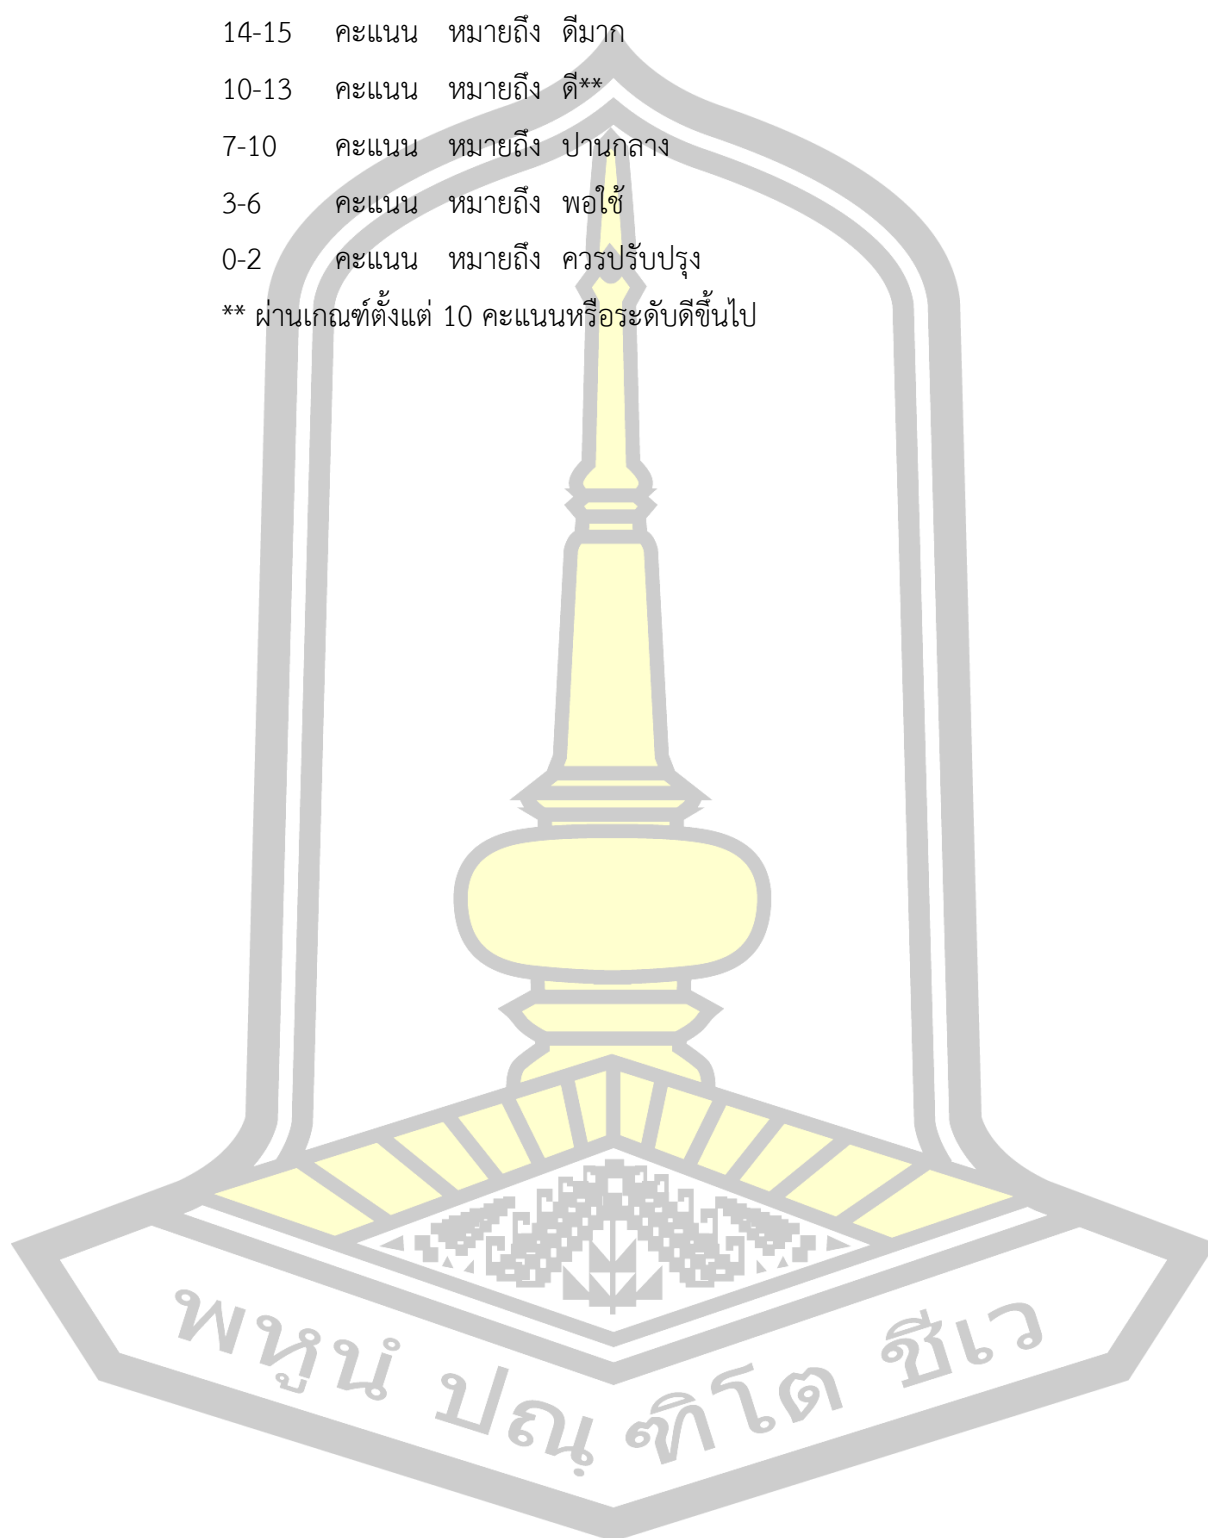 14-15 คะแนน หมายถึง ดีมาก
10-13 คะแนน หมายถึง ดี**
7-10 คะแนน หมายถึง ปานกลาง
3-6 คะแนน หมายถึง พอใช้
0-2 คะแนน หมายถึง ควรปรับปรุง
** ผ่านเกณฑ์ตั้งแต่ 10 คะแนนหรือระดับดีขึ้นไป
พหูนํ ปณฺฑิโต ชีเว